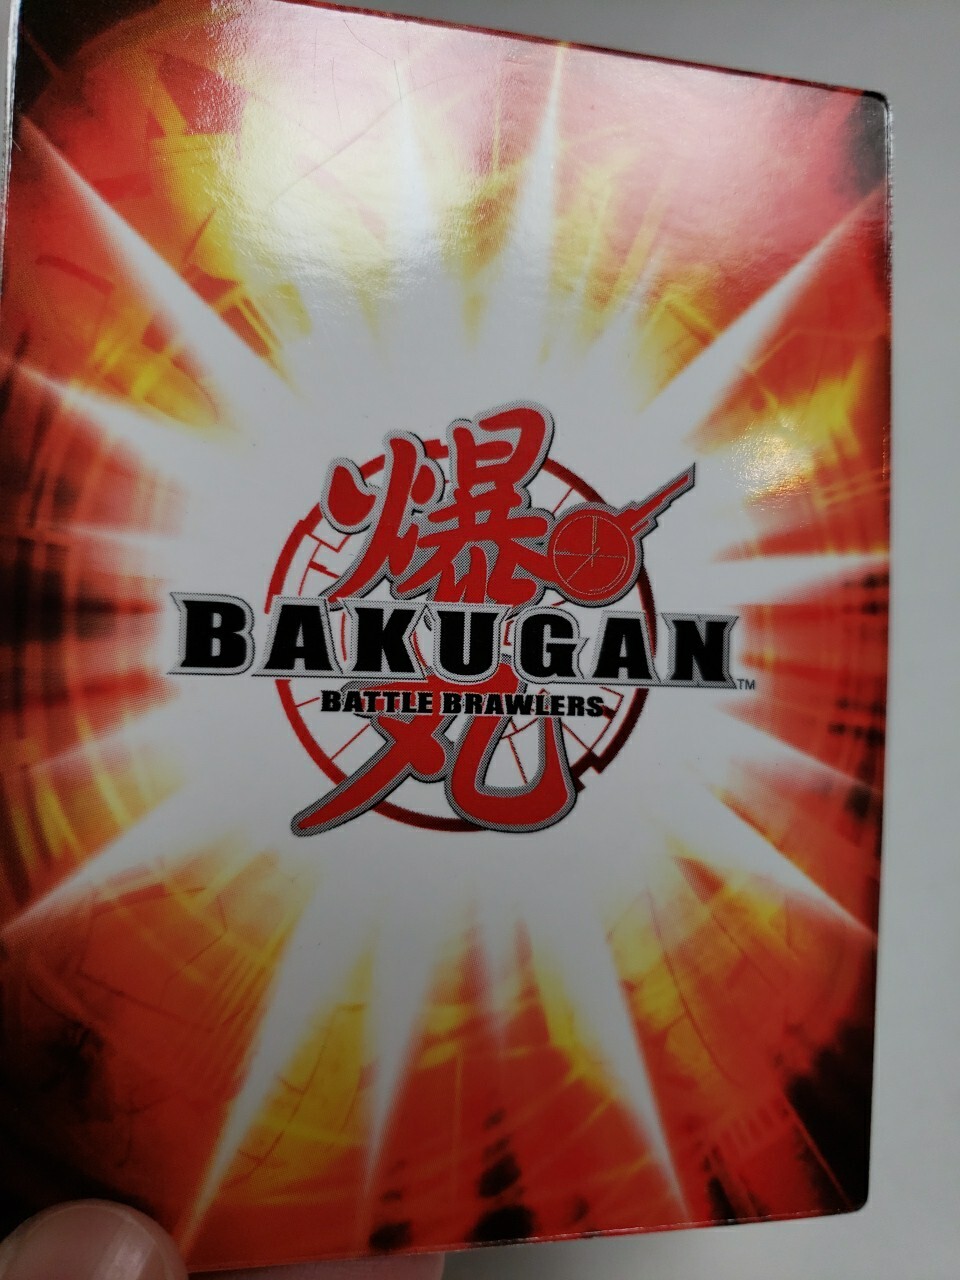 爆
BAKUGAN™
BATTLE BRAWLERS
丸